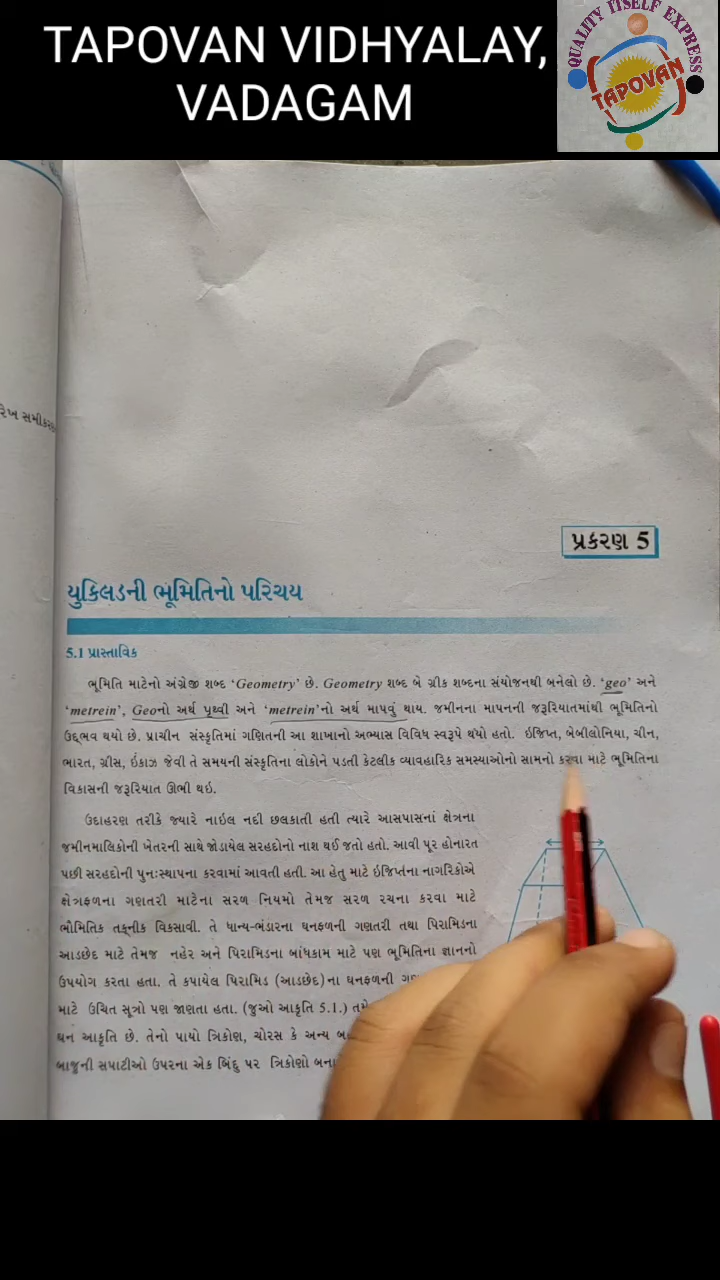 TAPOVAN VIDHYALAY,
VADAGAM
QUALITY ITSELF EXPRESS
TAPOVAN
રેખ સમીકરણ
પ્રકરણ 5
યુક્લિડની ભૂમિતિનો પરિચય
5.1 પ્રાસ્તાવિક
ભૂમિતિ માટેનો અંગ્રેજી શબ્દ ‘Geometry’ છે. Geometry શબ્દ બે ગ્રીક શબ્દના સંયોજનથી બનેલો છે. ‘geo’ અને
‘metrein’, Geoનો અર્થ પૃથ્વી અને ‘metrein’નો અર્થ માપવું થાય. જમીનના માપનની જરૂરિયાતમાંથી ભૂમિતિનો
ઉદ્ભવ થયો છે. પ્રાચીન સંસ્કૃતિમાં ગણિતની આ શાખાનો અભ્યાસ વિવિધ સ્વરૂપે થયો હતો. ઇજિપ્ત, બેબીલોનિયા, ચીન,
ભારત, ગ્રીસ, ઇંકાઝ જેવી તે સમયની સંસ્કૃતિના લોકોને પડતી કેટલીક વ્યાવહારિક સમસ્યાઓનો સામનો કરવા માટે ભૂમિતિના
વિકાસની જરૂરિયાત ઊભી થઇ.
ઉદાહરણ તરીકે જ્યારે નાઇલ નદી છલકાતી હતી ત્યારે આસપાસનાં ક્ષેત્રના
જમીનમાલિકોની ખેતરની સાથે જોડાયેલ સરહદોનો નાશ થઈ જતો હતો. આવી પૂર હોનારત
પછી સરહદોની પુનઃસ્થાપના કરવામાં આવતી હતી. આ હેતુ માટે ઇજિપ્તના નાગરિકોએ
ક્ષેત્રફળના ગણતરી માટેના સરળ નિયમો તેમજ સરળ રચના કરવા માટે
ભૌમિતિક તક્નીક વિકસાવી. તે ધાન્ય-ભંડારના ઘનફળની ગણતરી તથા પિરામિડના
આડછેદ માટે તેમજ નહેર અને પિરામિડના બાંધકામ માટે પણ ભૂમિતિના જ્ઞાનનો
ઉપયોગ કરતા હતા. તે કપાયેલ પિરામિડ (આડછેદ)ના ઘનફળની
માટે ઉચિત સૂત્રો પણ જાણતા હતા. (જુઓ આકૃતિ 5.1.)
ઘન આકૃતિ છે. તેનો પાયો ત્રિકોણ, ચોરસ કે અન્ય
બાજુની સપાટીઓ ઉપરના એક બિંદુ પર ત્રિકોણો